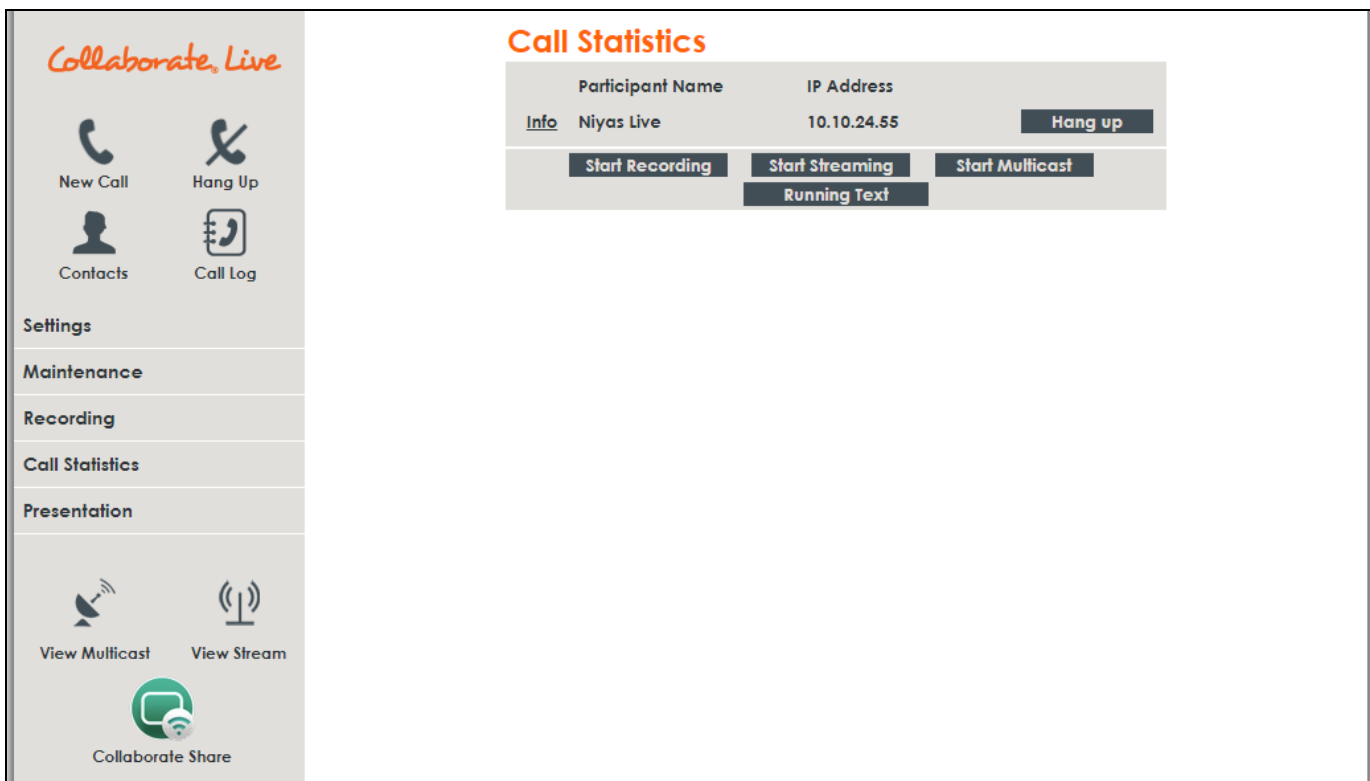 Collaborate® Live
New Call
Hang Up
Contacts
Call Log
Settings
Maintenance
Recording
Call Statistics
Presentation
View Multicast
View Stream
Collaborate Share
Call Statistics
Participant Name IP Address
Info Niyas Live 10.10.24.55 Hang up
Start Recording Start Streaming Start Multicast
Running Text